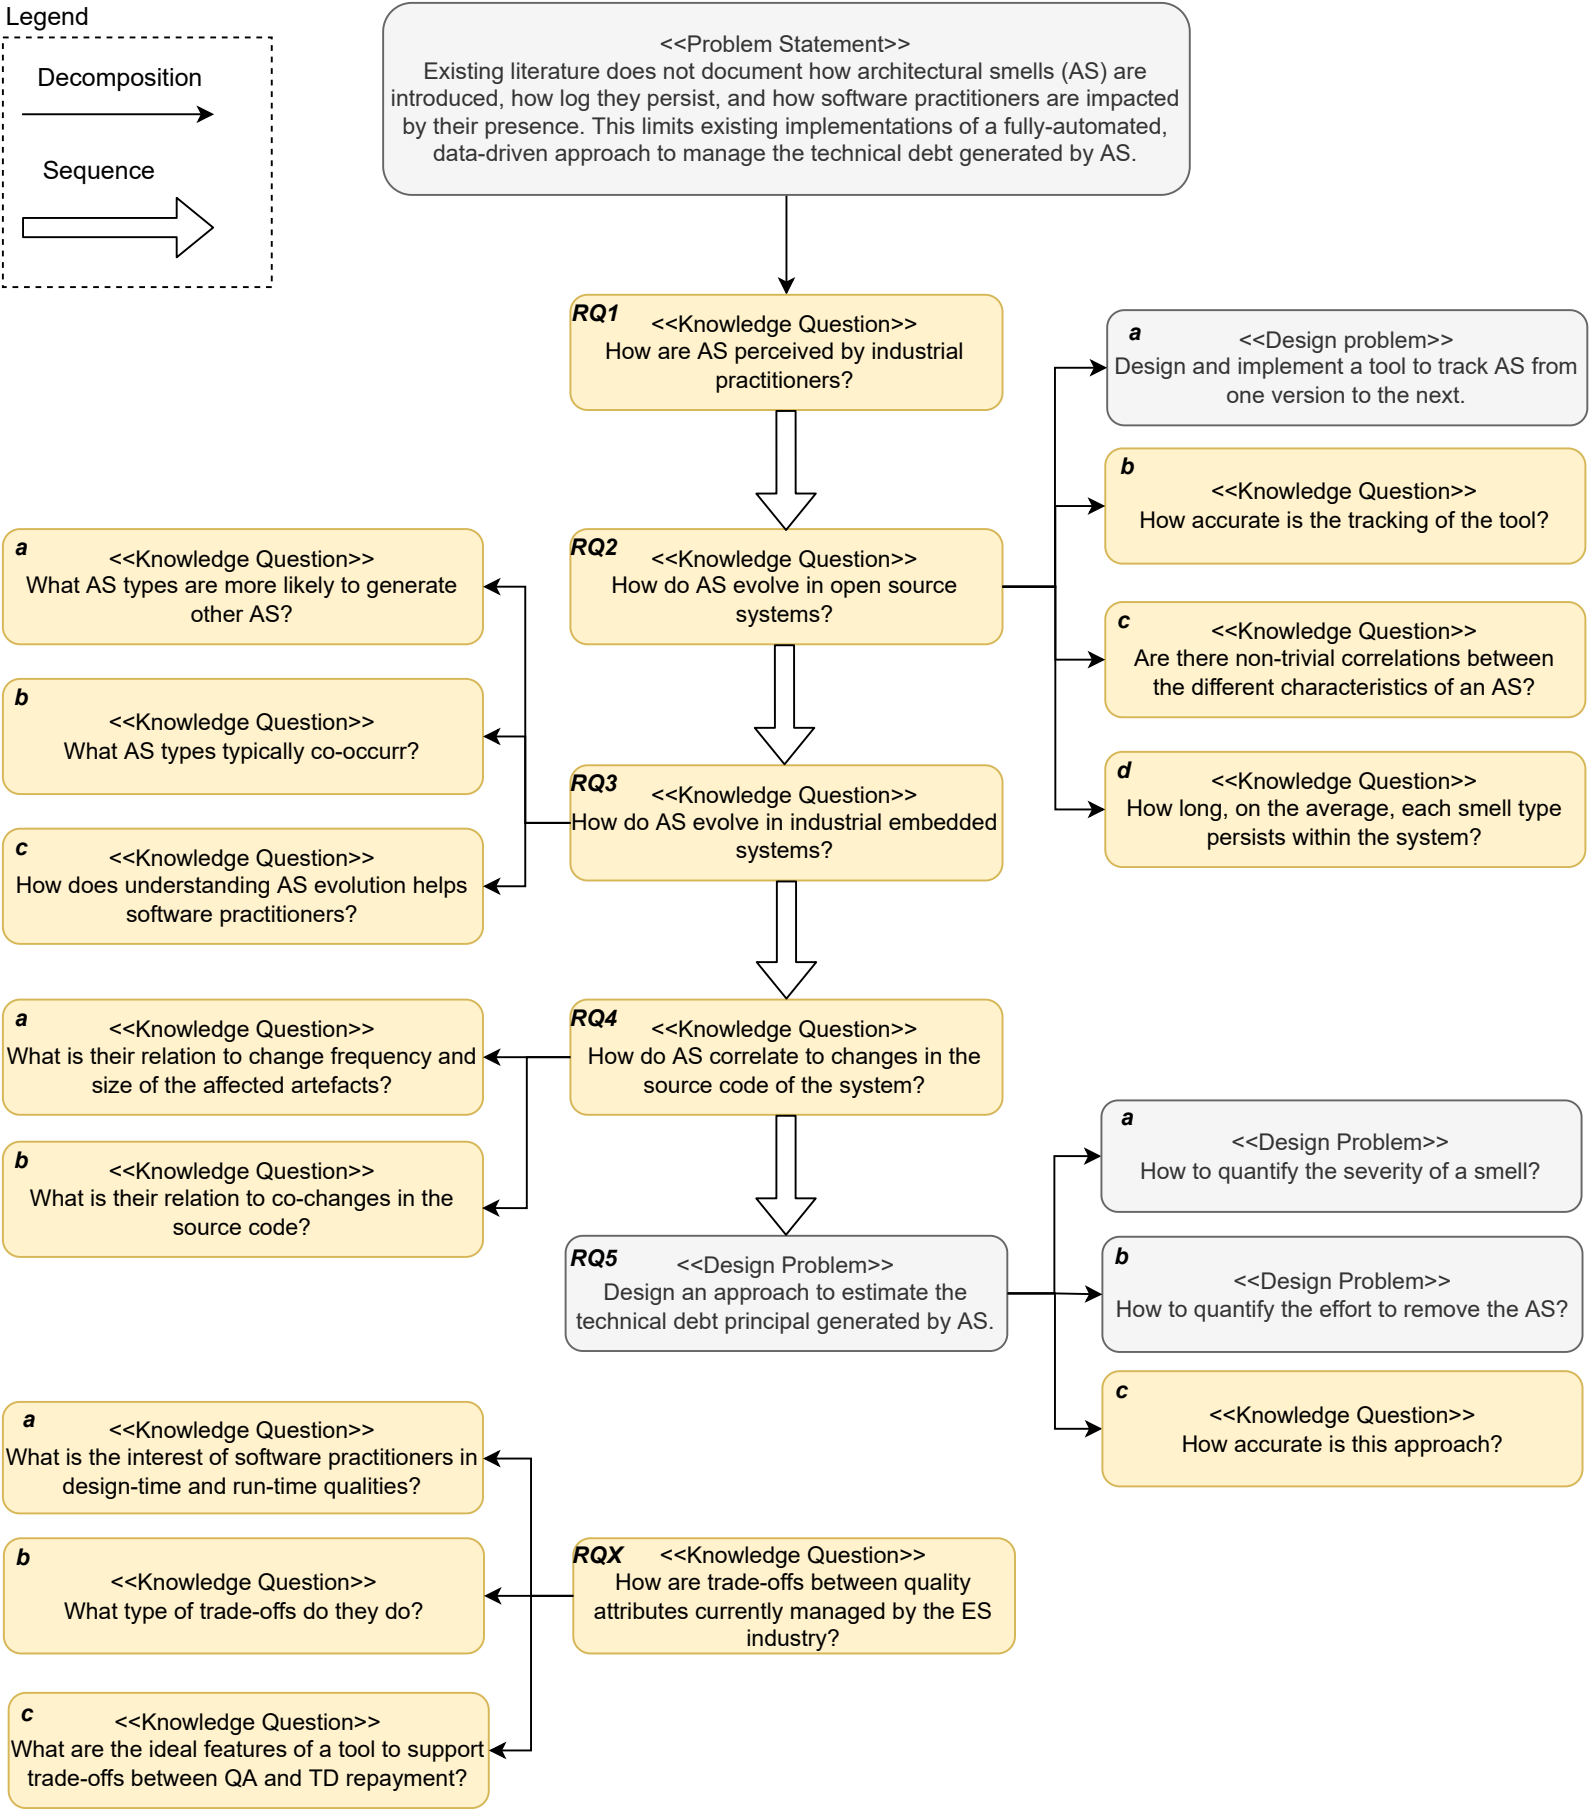 Legend
Decomposition
Sequence
<<Problem Statement>>
Existing literature does not document how architectural smells (AS) are
introduced, how log they persist, and how software practitioners are impacted
by their presence. This limits existing implementations of a fully-automated,
data-driven approach to manage the technical debt generated by AS.
RQ1
<<Knowledge Question>>
How are AS perceived by industrial
practitioners?
RQ2
<<Knowledge Question>>
How do AS evolve in open source
systems?
a
<<Design problem>>
Design and implement a tool to track AS from
one version to the next.
b
<<Knowledge Question>>
How accurate is the tracking of the tool?
c
<<Knowledge Question>>
Are there non-trivial correlations between
the different characteristics of an AS?
d
<<Knowledge Question>>
How long, on the average, each smell type
persists within the system?
RQ3
<<Knowledge Question>>
How do AS evolve in industrial embedded
systems?
a
<<Knowledge Question>>
What AS types are more likely to generate
other AS?
b
<<Knowledge Question>>
What AS types typically co-occurr?
c
<<Knowledge Question>>
How does understanding AS evolution helps
software practitioners?
RQ4
<<Knowledge Question>>
How do AS correlate to changes in the
source code of the system?
a
<<Knowledge Question>>
What is their relation to change frequency and
size of the affected artefacts?
b
<<Knowledge Question>>
What is their relation to co-changes in the
source code?
RQ5
<<Design Problem>>
Design an approach to estimate the
technical debt principal generated by AS.
a
<<Design Problem>>
How to quantify the severity of a smell?
b
<<Design Problem>>
How to quantify the effort to remove the AS?
c
<<Knowledge Question>>
How accurate is this approach?
RQX
<<Knowledge Question>>
How are trade-offs between quality
attributes currently managed by the ES
industry?
a
<<Knowledge Question>>
What is the interest of software practitioners in
design-time and run-time qualities?
b
<<Knowledge Question>>
What type of trade-offs do they do?
c
<<Knowledge Question>>
What are the ideal features of a tool to support
trade-offs between QA and TD repayment?